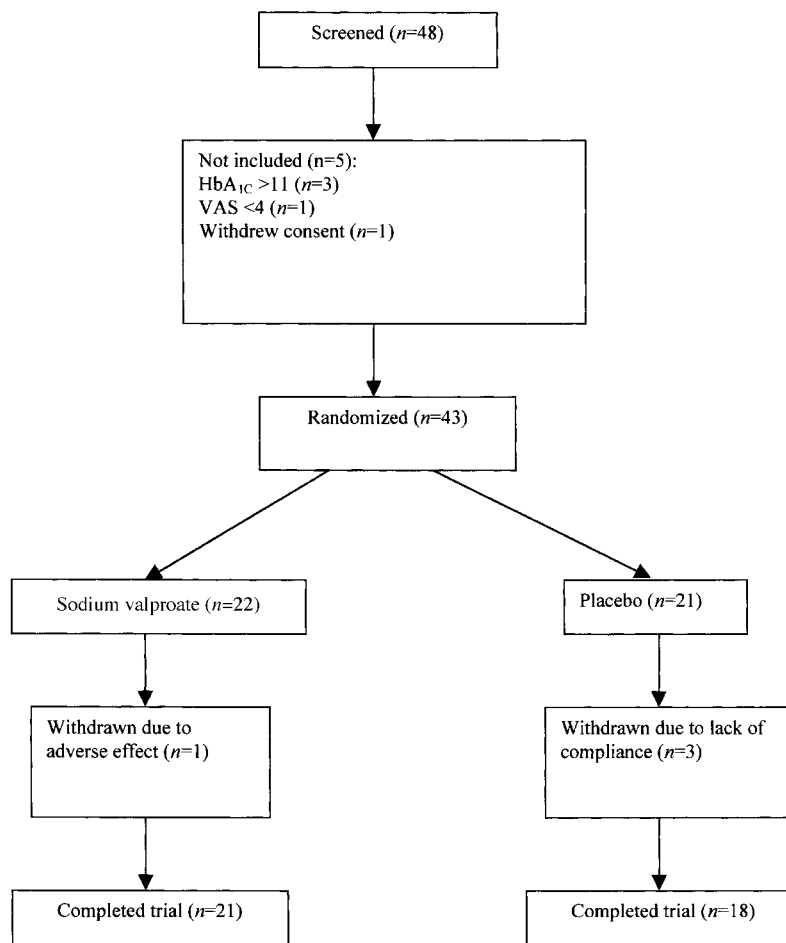 Screened (n=48)
Not included (n=5):
HbA1C >11 (n=3)
VAS <4 (n=1)
Withdrew consent (n=1)
Randomized (n=43)
Sodium valproate (n=22)
Placebo (n=21)
Withdrawn due to
adverse effect (n=1)
Withdrawn due to lack of
compliance (n=3)
Completed trial (n=21)
Completed trial (n=18)